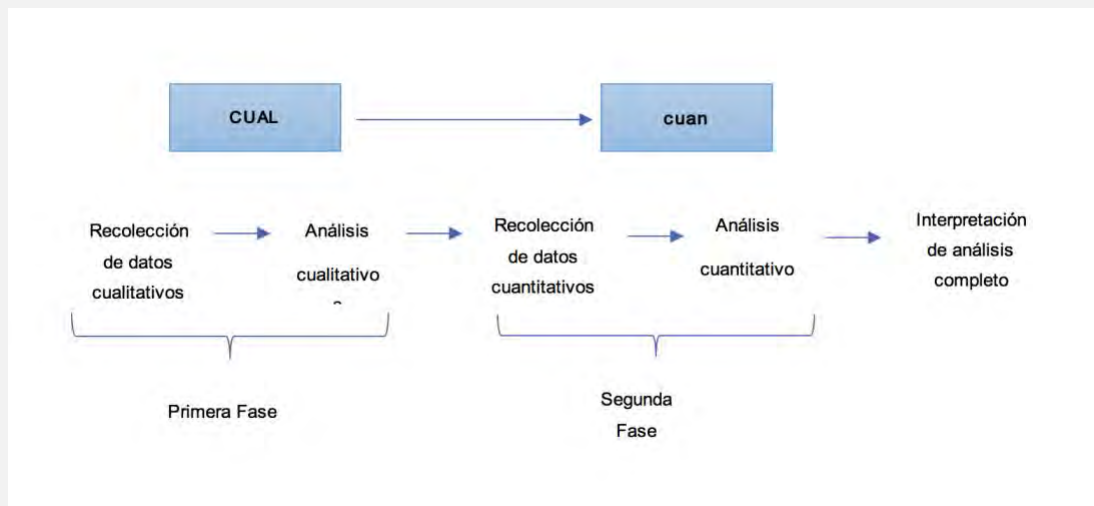 CUAL
cuan
Recolección
de datos
cualitativos
Análisis
cualitativo
Recolección
de datos
cuantitativos
Análisis
cuantitativo
Interpretación
de análisis
completo
Primera Fase
Segunda
Fase